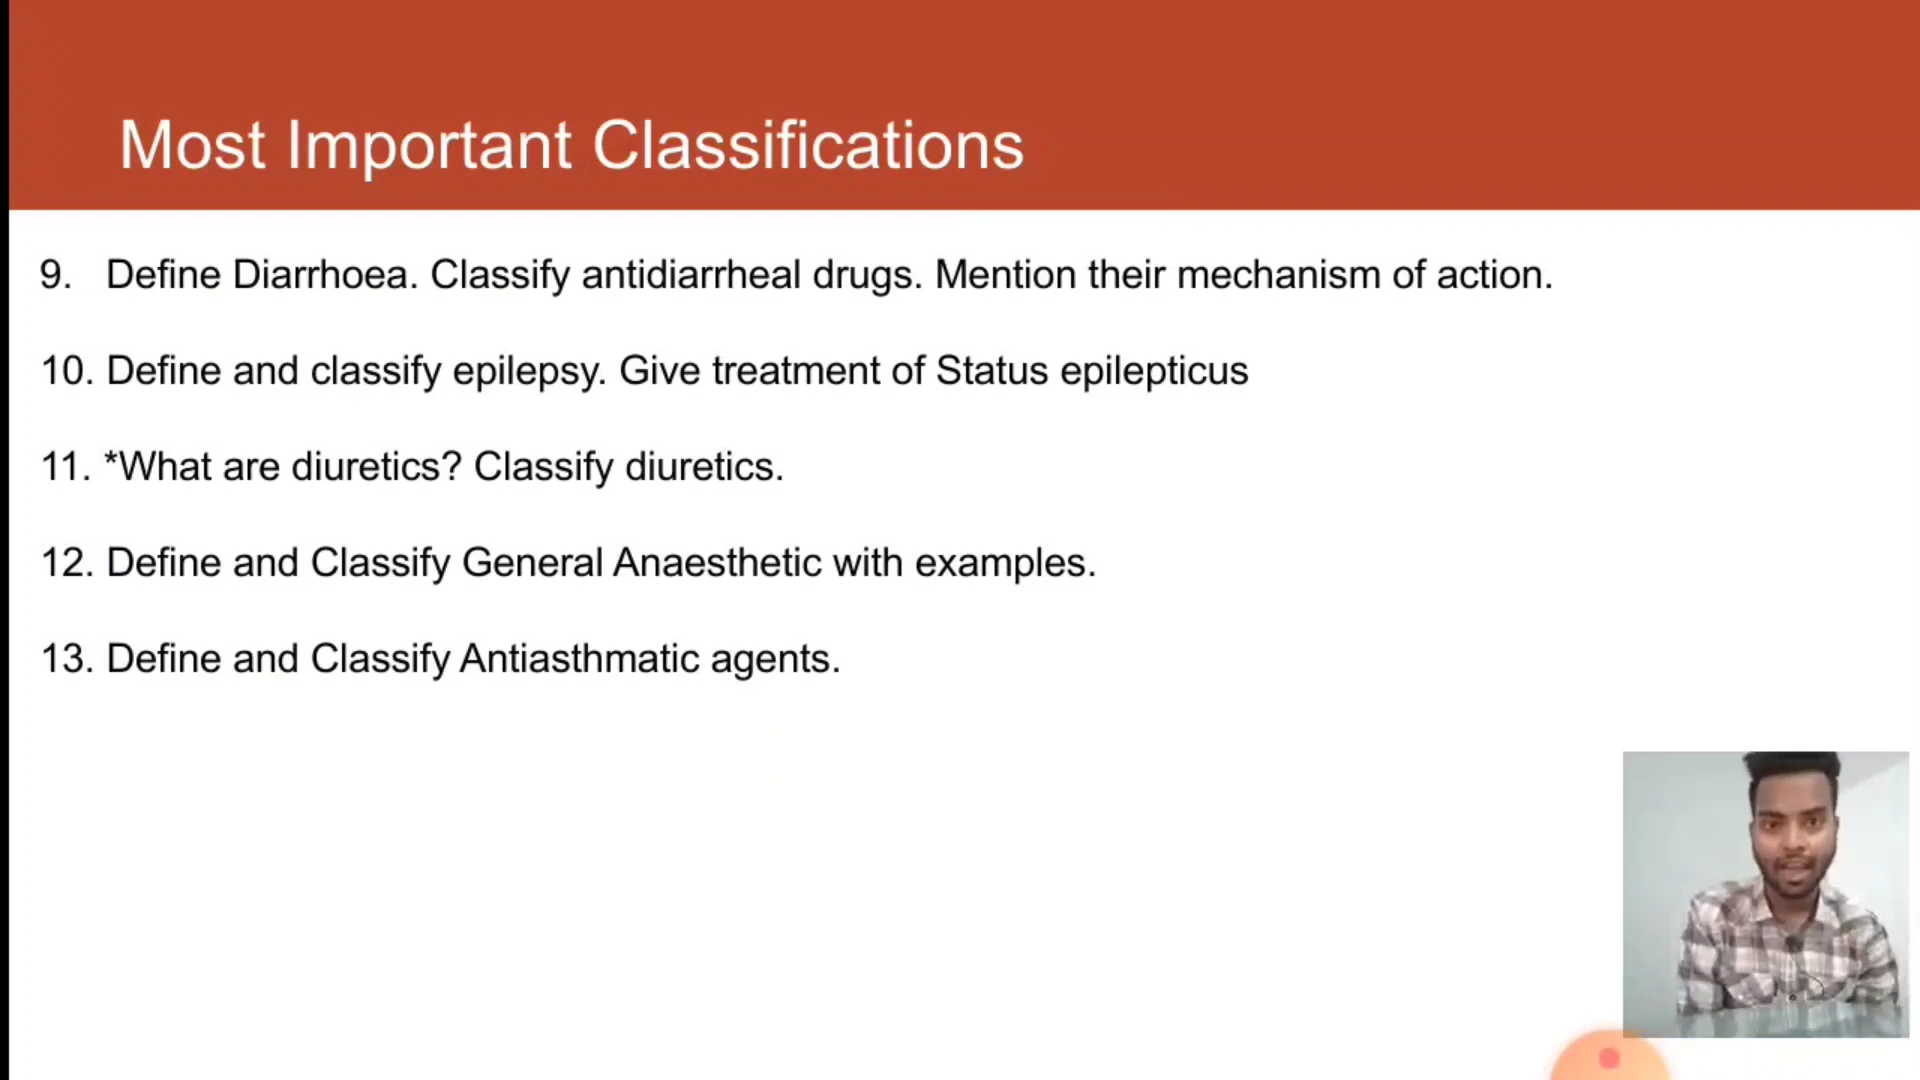 Most Important Classifications
9. Define Diarrhoea. Classify antidiarrheal drugs. Mention their mechanism of action.
10. Define and classify epilepsy. Give treatment of Status epilepticus
11. *What are diuretics? Classify diuretics.
12. Define and Classify General Anaesthetic with examples.
13. Define and Classify Antiasthmatic agents.